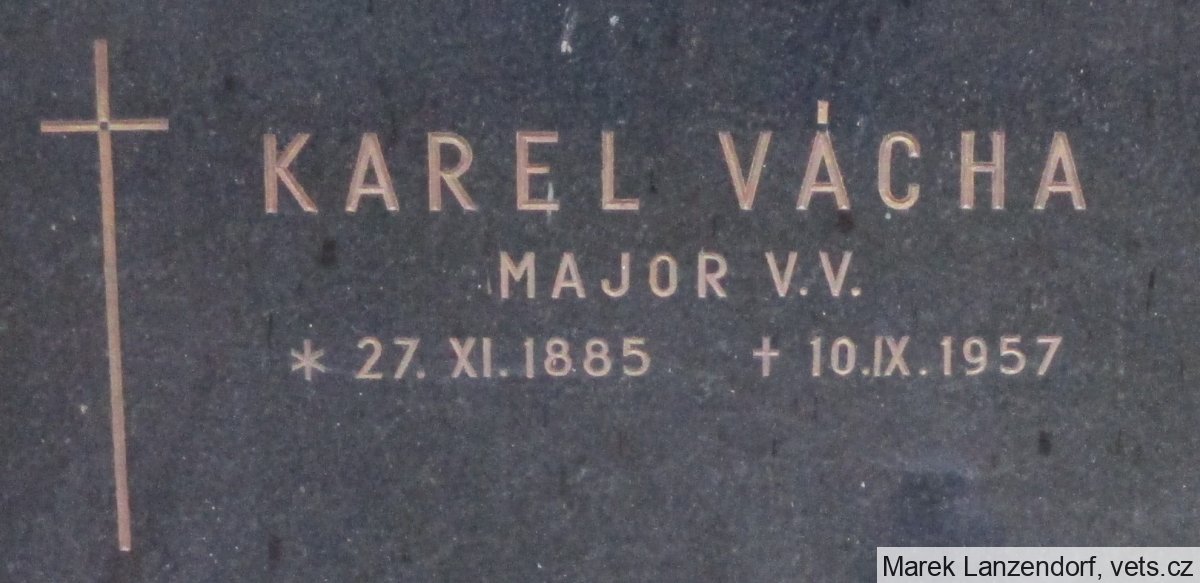 KAREL VÁCHA
MAJOR V.V.
* 27. XI. 1885 † 10. IX. 1957
Marek Lanzendorf, vets.cz